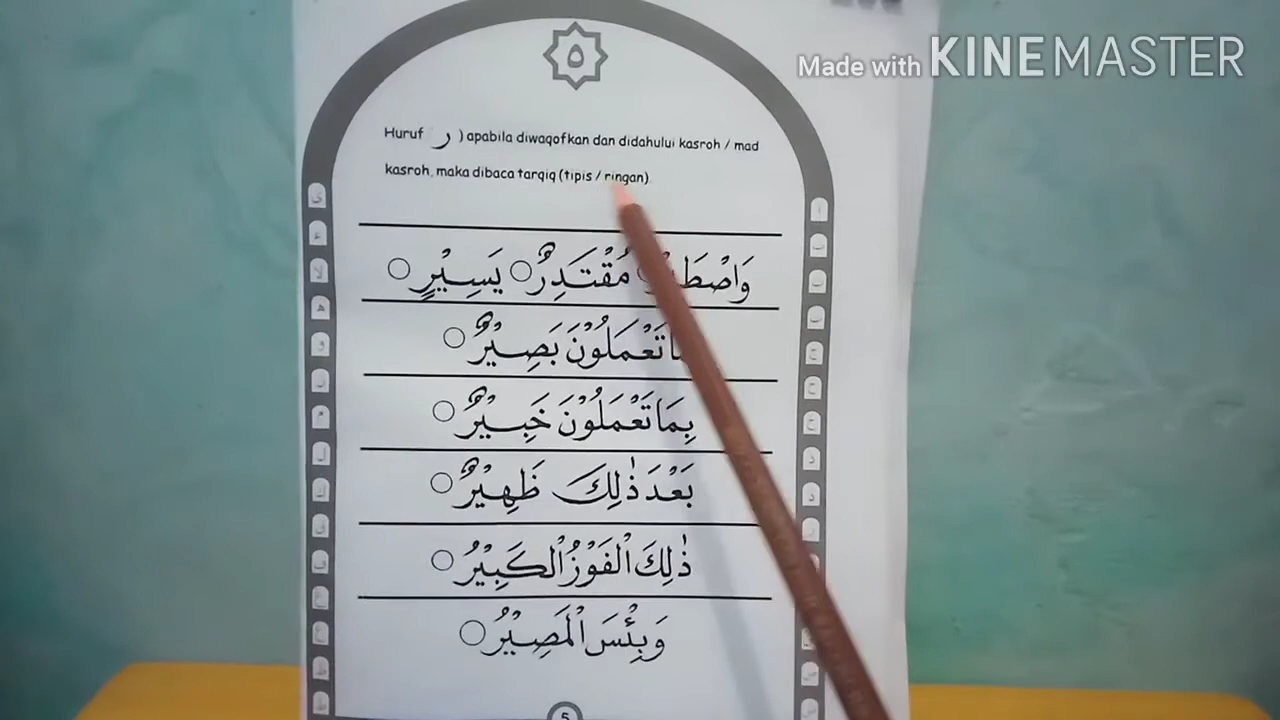 Made with KINEMASTER
٥
Huruf ر ) apabila diwaqofkan dan didahului kasroh / mad
kasroh, maka dibaca tarqiq (tipis / ringan).
مُقْتَدِرٌ ○ يَسِيْرٍ ○
تَعْمَلُوْنَ بَصِيْرٌ ○
بِمَا تَعْمَلُوْنَ خَبِيْرٌ ○
بَعْدَ ذٰلِكَ ظَهِيْرٌ ○
ذٰلِكَ الْفَوْزُ الْكَبِيْرُ ○
وَبِئْسَ الْمَصِيْرُ ○
5